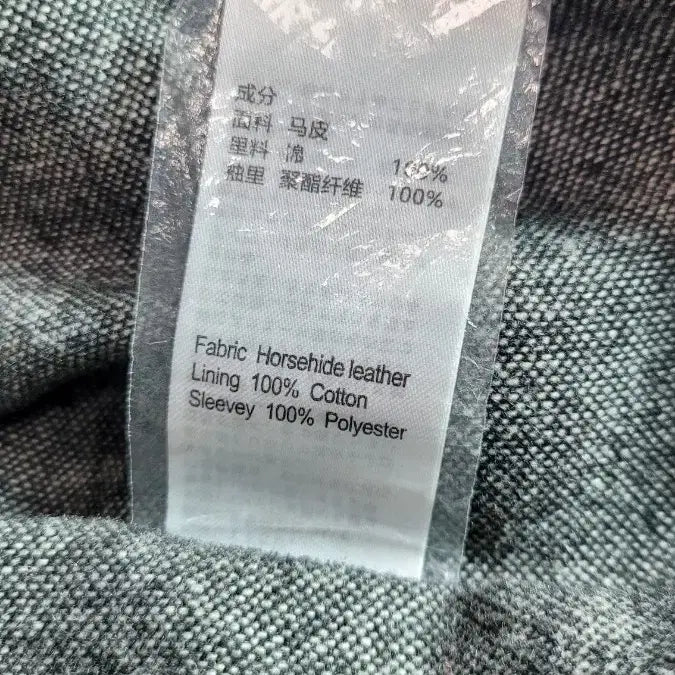 成分
面料 马皮
里料 棉 100%
袖里 聚酯纤维 100%
Fabric Horsehide leather
Lining 100% Cotton
Sleevey 100% Polyester